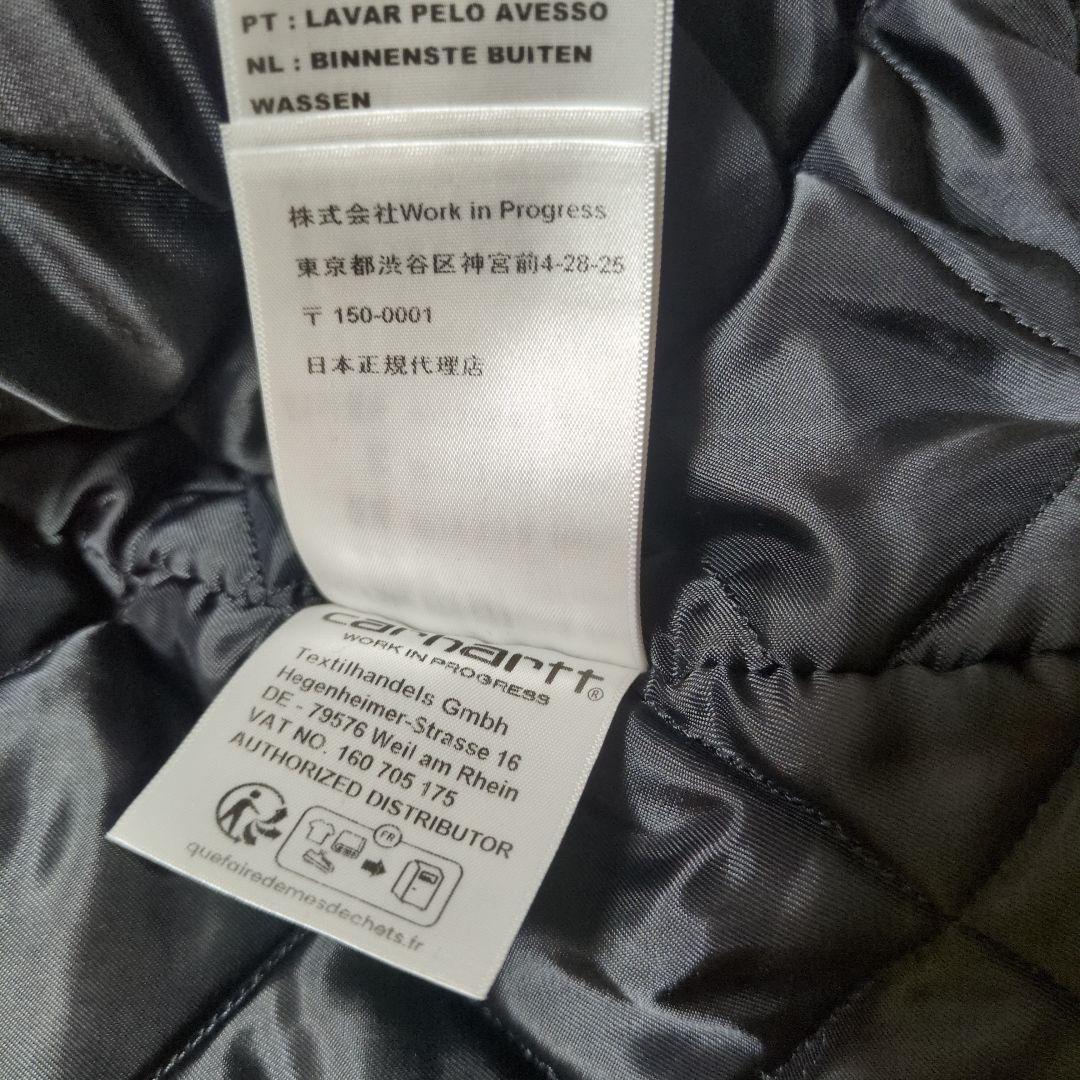 PT : LAVAR PELO AVESSO
NL : BINNENSTE BUITEN
WASSEN
株式会社Work in Progress
東京都渋谷区神宮前4-28-25
〒 150-0001
日本正規代理店
carhartt®
WORK IN PROGRESS
Textilhandels Gmbh
Hegenheimer-Strasse 16
DE - 79576 Weil am Rhein
VAT NO. 160 705 175
AUTHORIZED DISTRIBUTOR
FR
quefairedemesdechets.fr